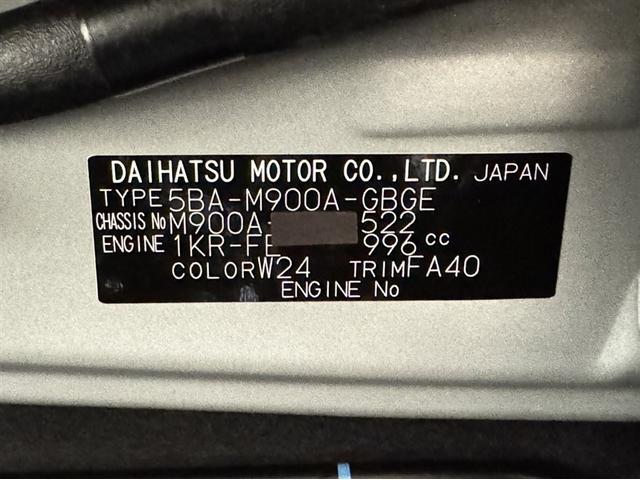 DAIHATSU MOTOR CO.,LTD. JAPAN
TYPE 5BA-M900A-GBGE
CHASSIS No M900A- 522
ENGINE 1KR-FE 996 cc
COLOR W24 TRIM FA40
ENGINE No